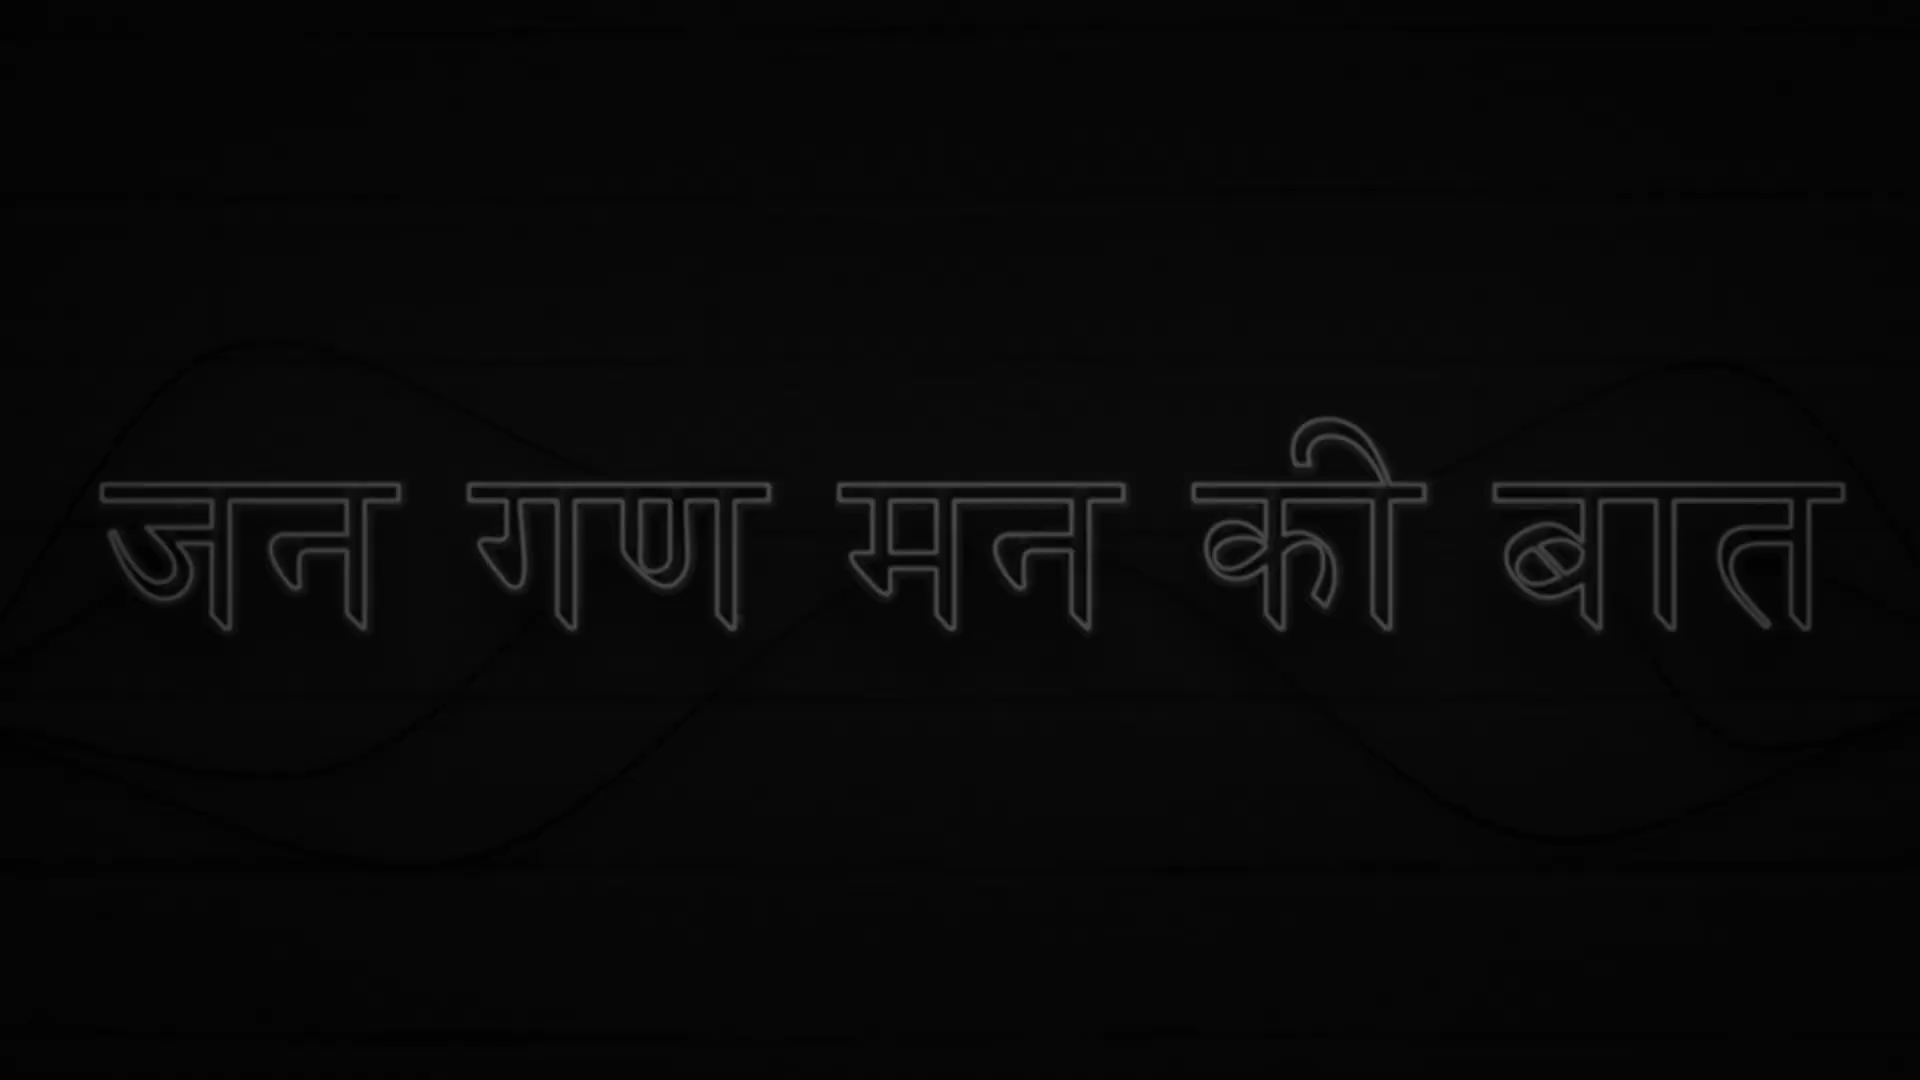 जन गण मन की बात